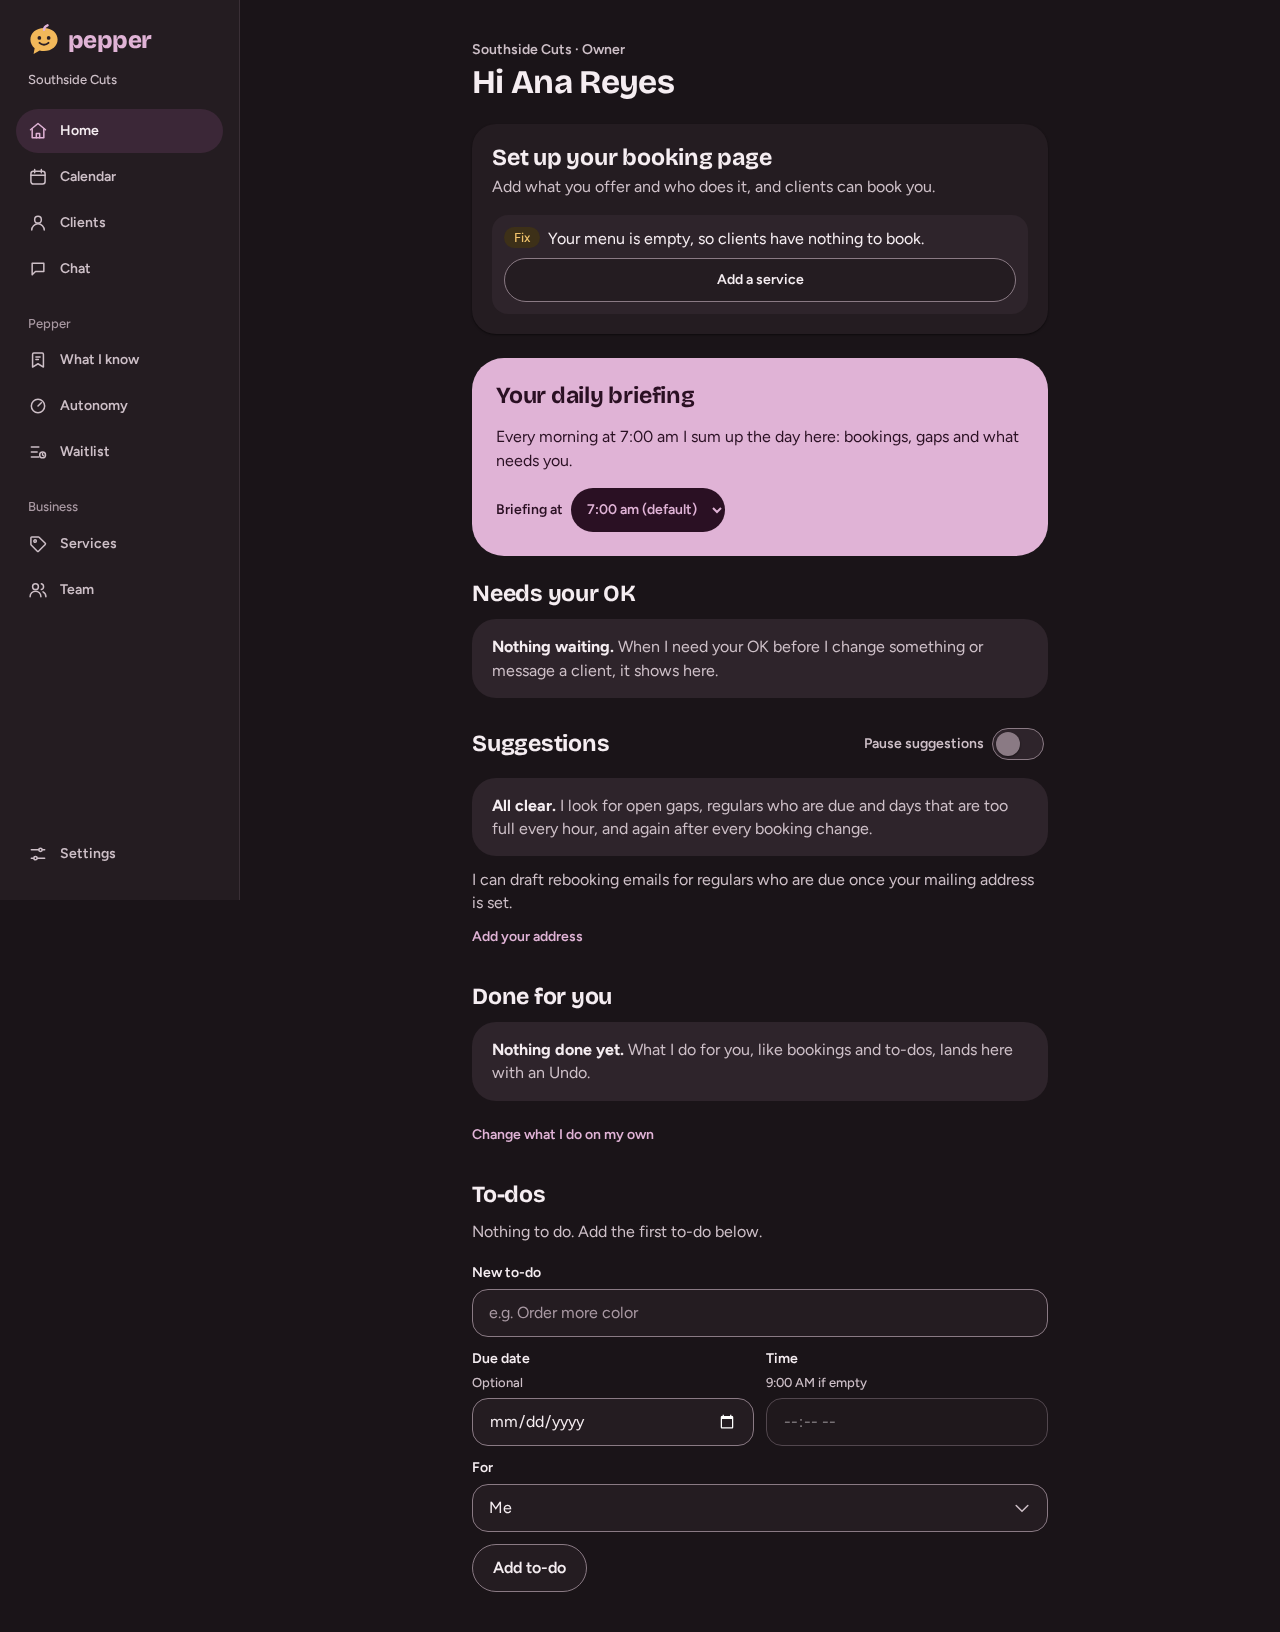 pepper
Southside Cuts
Home
Calendar
Clients
Chat
Pepper
What I know
Autonomy
Waitlist
Business
Services
Team
Settings
Southside Cuts · Owner
Hi Ana Reyes
Set up your booking page
Add what you offer and who does it, and clients can book you.
Fix Your menu is empty, so clients have nothing to book.
Add a service
Your daily briefing
Every morning at 7:00 am I sum up the day here: bookings, gaps and what
needs you.
Briefing at 7:00 am (default)
Needs your OK
Nothing waiting. When I need your OK before I change something or
message a client, it shows here.
Suggestions
Pause suggestions
All clear. I look for open gaps, regulars who are due and days that are too
full every hour, and again after every booking change.
I can draft rebooking emails for regulars who are due once your mailing address
is set.
Add your address
Done for you
Nothing done yet. What I do for you, like bookings and to-dos, lands here
with an Undo.
Change what I do on my own
To-dos
Nothing to do. Add the first to-do below.
New to-do
e.g. Order more color
Due date
Optional
mm/dd/yyyy
Time
9:00 AM if empty
--:-- --
For
Me
Add to-do